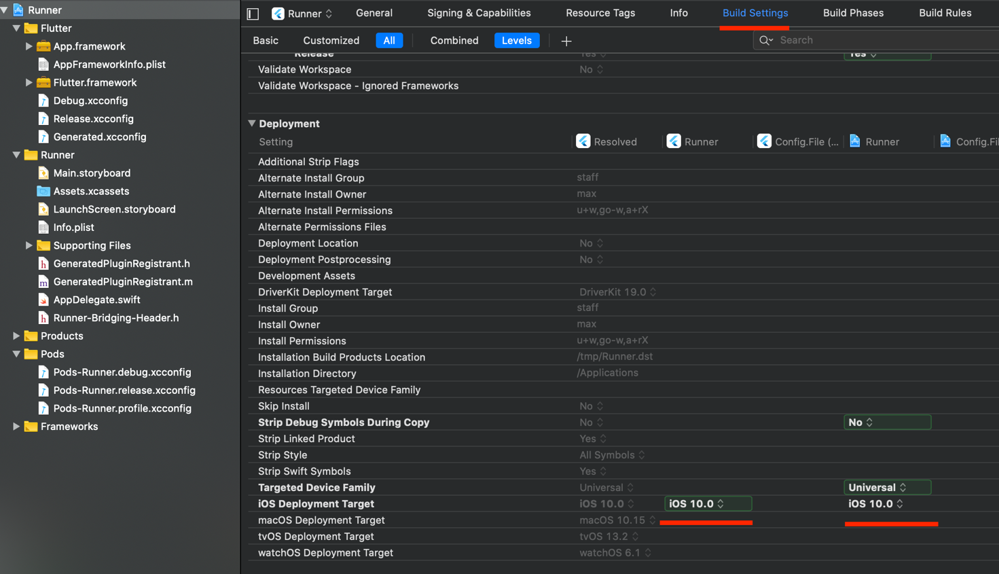 Runner
Flutter
App.framework
AppFrameworkInfo.plist
Flutter.framework
Debug.xcconfig
Release.xcconfig
Generated.xcconfig
Runner
Main.storyboard
Assets.xcassets
LaunchScreen.storyboard
Info.plist
Supporting Files
h GeneratedPluginRegistrant.h
m GeneratedPluginRegistrant.m
AppDelegate.swift
h Runner-Bridging-Header.h
Products
Pods
Pods-Runner.debug.xcconfig
Pods-Runner.release.xcconfig
Pods-Runner.profile.xcconfig
Frameworks
Runner General Signing & Capabilities Resource Tags Info Build Settings Build Phases Build Rules
Basic Customized All Combined Levels + Search
Release Yes Yes
Validate Workspace No
Validate Workspace - Ignored Frameworks
Deployment
Setting Resolved Runner Config.File (... Runner Config.Fil
Additional Strip Flags
Alternate Install Group staff
Alternate Install Owner max
Alternate Install Permissions u+w,go-w,a+rX
Alternate Permissions Files
Deployment Location No
Deployment Postprocessing No
Development Assets
DriverKit Deployment Target DriverKit 19.0
Install Group staff
Install Owner max
Install Permissions u+w,go-w,a+rX
Installation Build Products Location /tmp/Runner.dst
Installation Directory /Applications
Resources Targeted Device Family
Skip Install No
Strip Debug Symbols During Copy No No
Strip Linked Product Yes
Strip Style All Symbols
Strip Swift Symbols Yes
Targeted Device Family Universal Universal
iOS Deployment Target iOS 10.0 iOS 10.0 iOS 10.0
macOS Deployment Target macOS 10.15
tvOS Deployment Target tvOS 13.2
watchOS Deployment Target watchOS 6.1